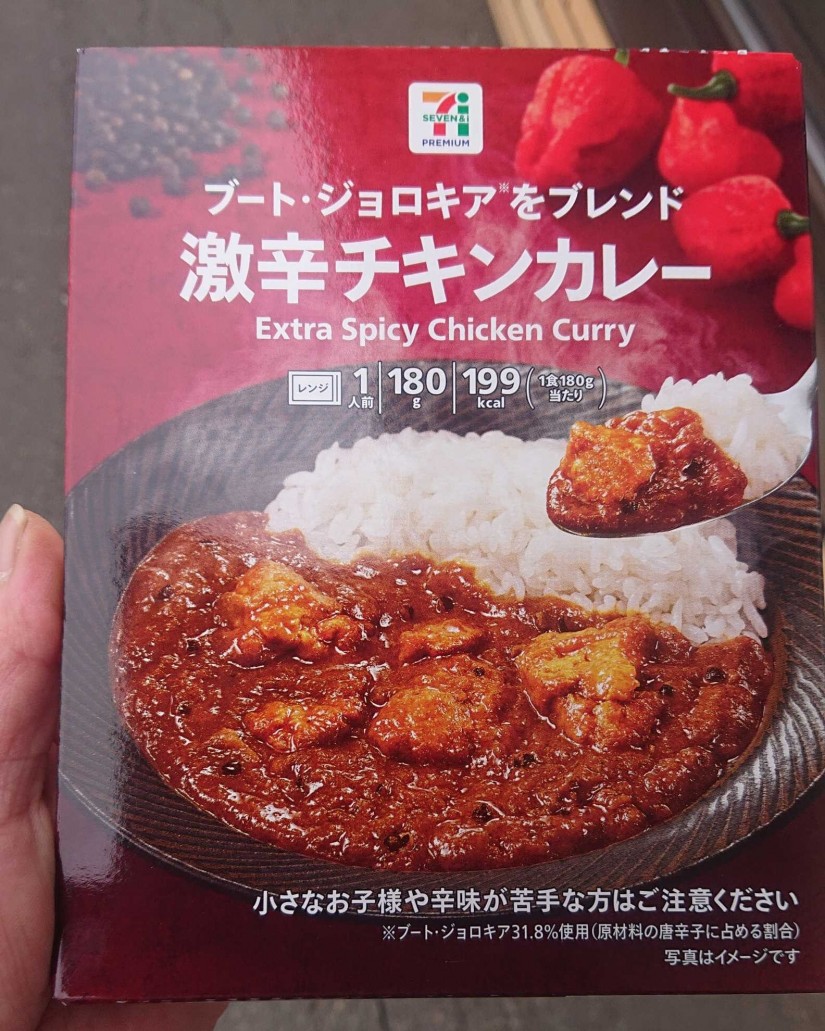 SEVEN&i
PREMIUM
ブート・ジョロキア※をブレンド
激辛チキンカレー
Extra Spicy Chicken Curry
レンジ 1人前 180g 199kcal (1食180g当たり)
小さなお子様や辛味が苦手な方はご注意ください
※ブート・ジョロキア31.8%使用(原材料の唐辛子に占める割合)
写真はイメージです